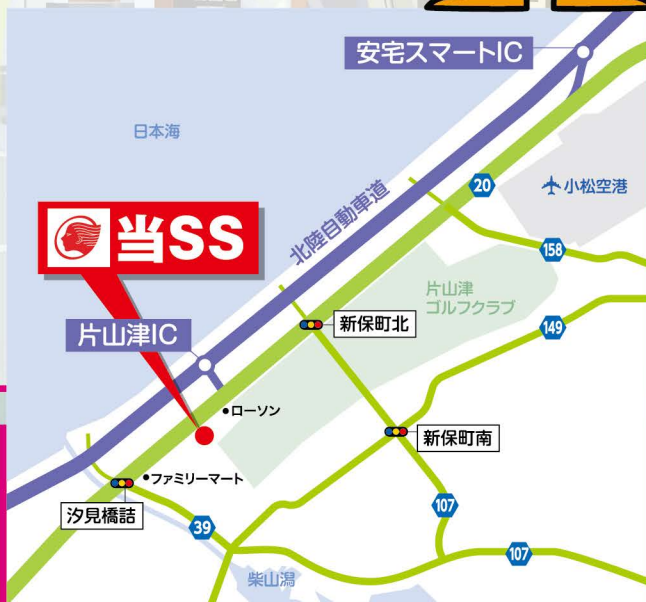 安宅スマートIC
日本海
20
小松空港
北陸自動車道
当SS
158
片山津
ゴルフクラブ
片山津IC
新保町北
149
ローソン
新保町南
ファミリーマート
汐見橋詰
39
107
107
柴山潟